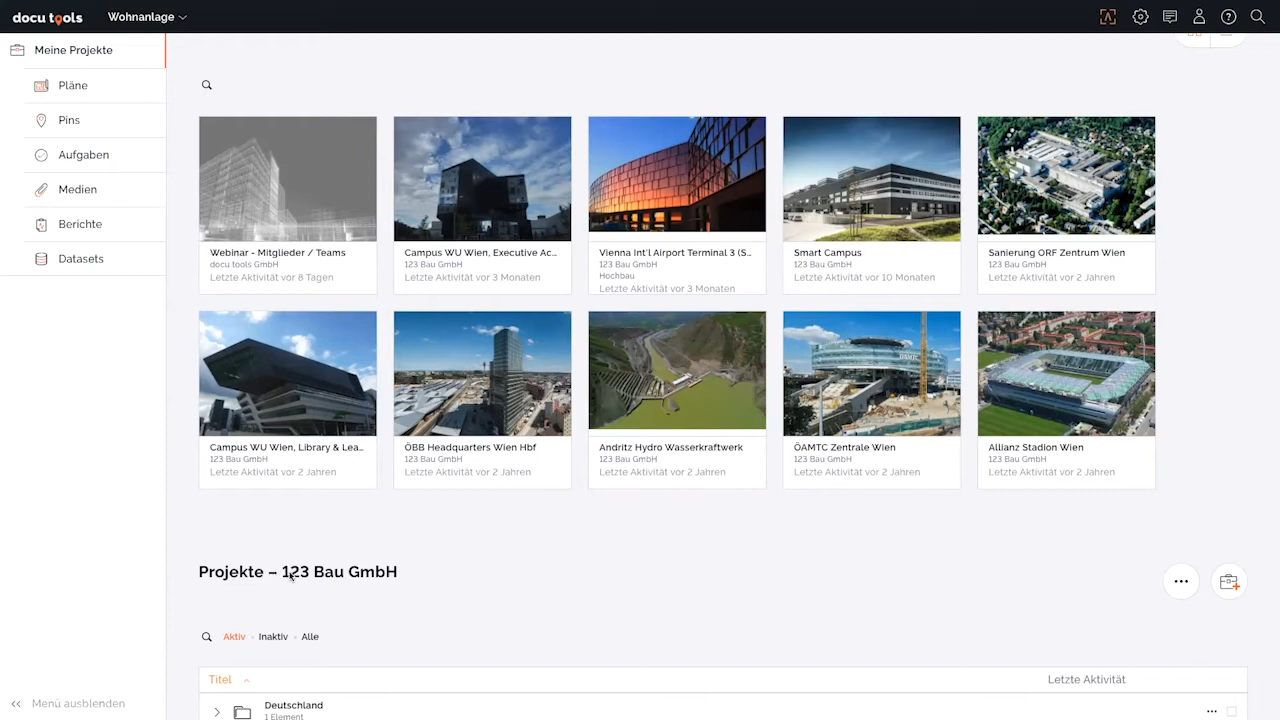 docu tools
Wohnanlage
Meine Projekte
Pläne
Pins
Aufgaben
Medien
Berichte
Datasets
Webinar - Mitglieder / Teams
docu tools GmbH
Letzte Aktivität vor 8 Tagen
Campus WU Wien, Executive Ac...
123 Bau GmbH
Letzte Aktivität vor 3 Monaten
Vienna Int'l Airport Terminal 3 (S...
123 Bau GmbH
Hochbau
Letzte Aktivität vor 3 Monaten
Smart Campus
123 Bau GmbH
Letzte Aktivität vor 10 Monaten
Sanierung ORF Zentrum Wien
123 Bau GmbH
Letzte Aktivität vor 2 Jahren
Campus WU Wien, Library & Lea...
123 Bau GmbH
Letzte Aktivität vor 2 Jahren
ÖBB Headquarters Wien Hbf
123 Bau GmbH
Letzte Aktivität vor 2 Jahren
Andritz Hydro Wasserkraftwerk
123 Bau GmbH
Letzte Aktivität vor 2 Jahren
ÖAMTC Zentrale Wien
123 Bau GmbH
Letzte Aktivität vor 2 Jahren
Allianz Stadion Wien
123 Bau GmbH
Letzte Aktivität vor 2 Jahren
Projekte – 123 Bau GmbH
Aktiv • Inaktiv • Alle
Titel Letzte Aktivität
Deutschland
1 Element
Menü ausblenden